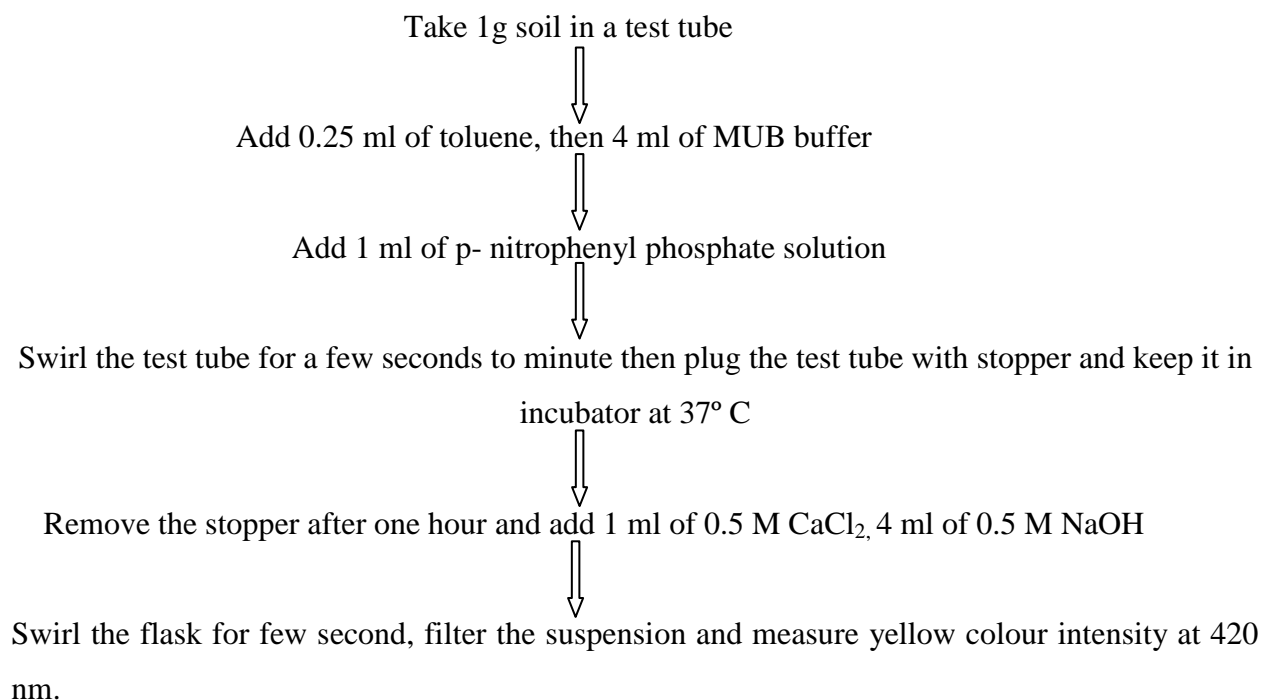 Take 1g soil in a test tube
Add 0.25 ml of toluene, then 4 ml of MUB buffer
Add 1 ml of p- nitrophenyl phosphate solution
Swirl the test tube for a few seconds to minute then plug the test tube with stopper and keep it in
incubator at 37º C
Remove the stopper after one hour and add 1 ml of 0.5 M CaCl₂, 4 ml of 0.5 M NaOH
Swirl the flask for few second, filter the suspension and measure yellow colour intensity at 420
nm.